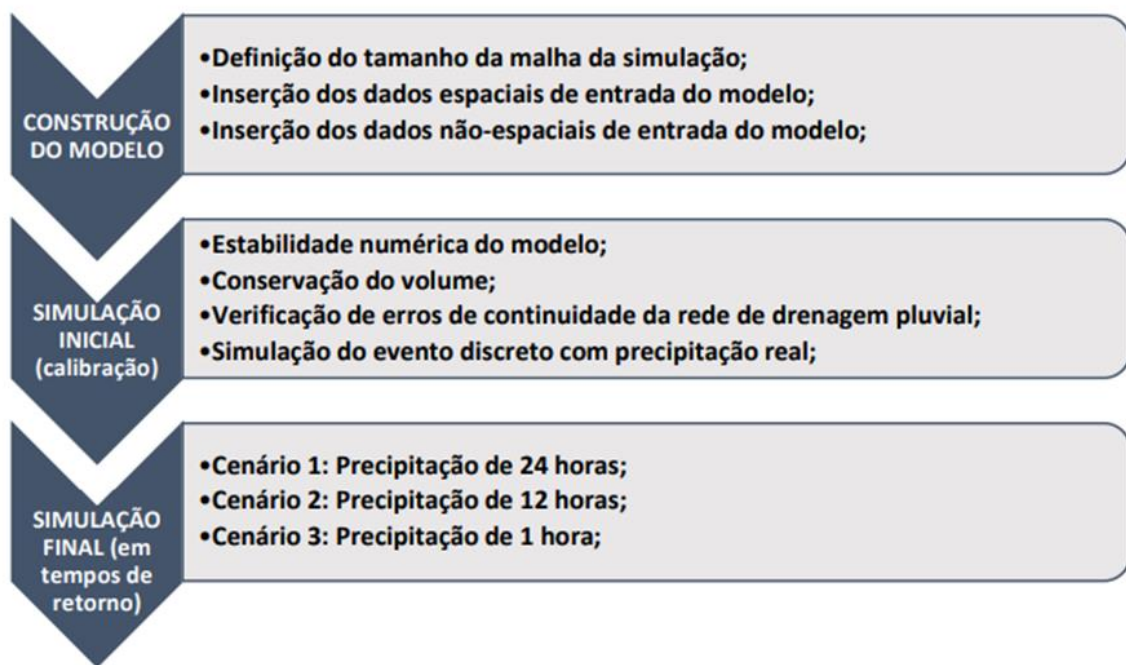 CONSTRUÇÃO
DO MODELO
•Definição do tamanho da malha da simulação;
•Inserção dos dados espaciais de entrada do modelo;
•Inserção dos dados não-espaciais de entrada do modelo;
SIMULAÇÃO
INICIAL
(calibração)
•Estabilidade numérica do modelo;
•Conservação do volume;
•Verificação de erros de continuidade da rede de drenagem pluvial;
•Simulação do evento discreto com precipitação real;
SIMULAÇÃO
FINAL (em
tempos de
retorno)
•Cenário 1: Precipitação de 24 horas;
•Cenário 2: Precipitação de 12 horas;
•Cenário 3: Precipitação de 1 hora;